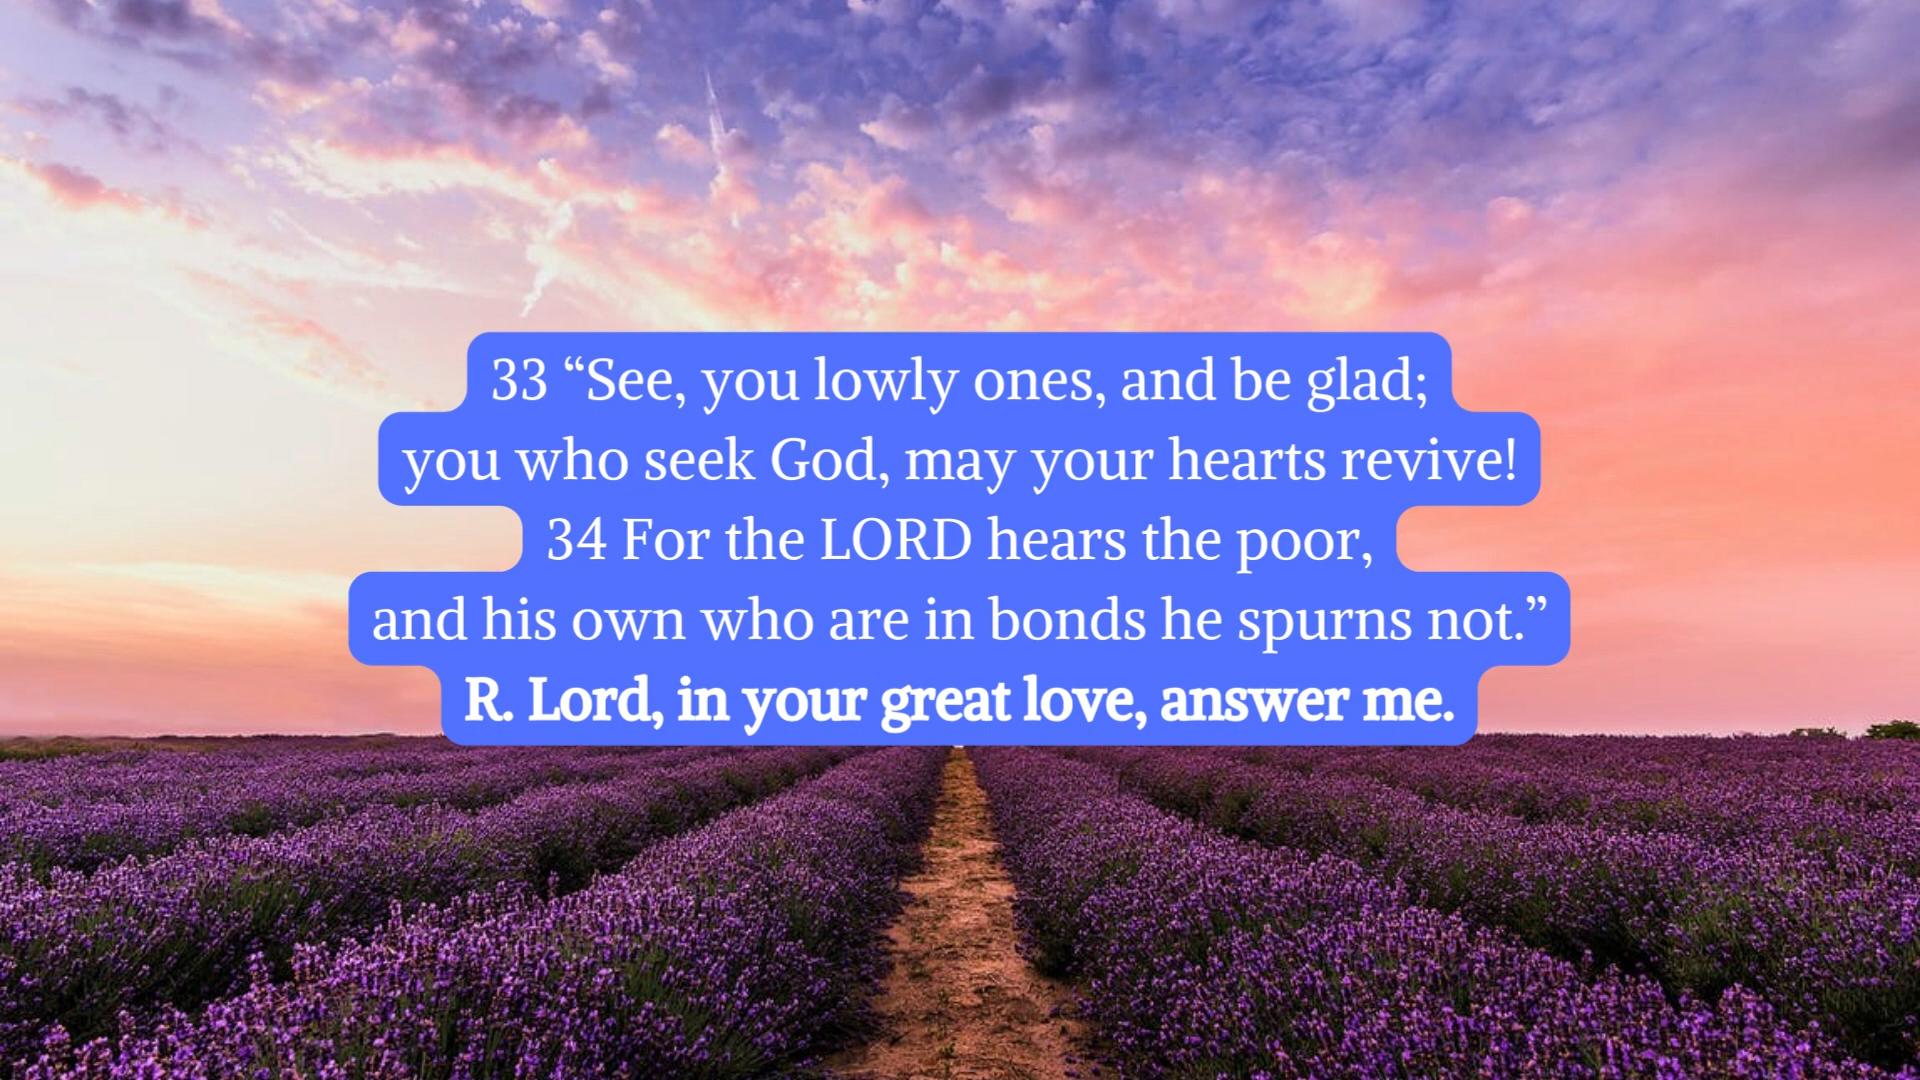 33 “See, you lowly ones, and be glad;
you who seek God, may your hearts revive!
34 For the LORD hears the poor,
and his own who are in bonds he spurns not.”
R. Lord, in your great love, answer me.